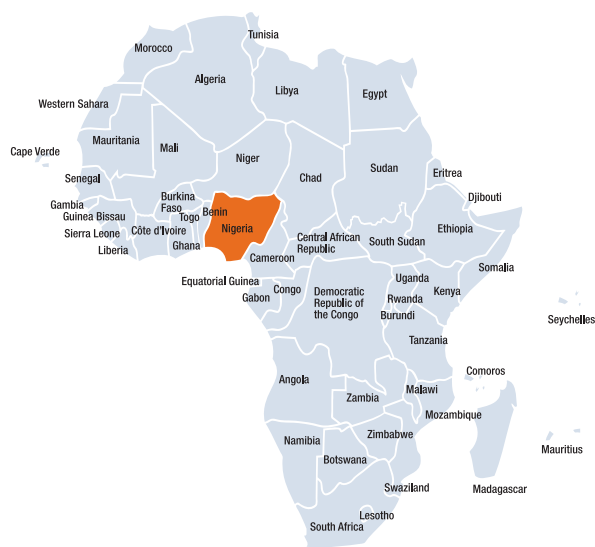 Tunisia
Morocco
Algeria
Libya
Egypt
Western Sahara
Mauritania
Mali
Niger
Cape Verde
Chad
Sudan
Eritrea
Senegal
Djibouti
Burkina
Faso
Gambia
Benin
Guinea Bissau
Togo
Nigeria
Ethiopia
Sierra Leone
Côte d'Ivoire
Central African
Republic
South Sudan
Liberia
Ghana
Cameroon
Somalia
Equatorial Guinea
Uganda
Congo
Democratic
Republic of
the Congo
Kenya
Gabon
Rwanda
Seychelles
Burundi
Tanzania
Comoros
Angola
Malawi
Zambia
Mozambique
Zimbabwe
Namibia
Mauritius
Botswana
Swaziland
Madagascar
Lesotho
South Africa